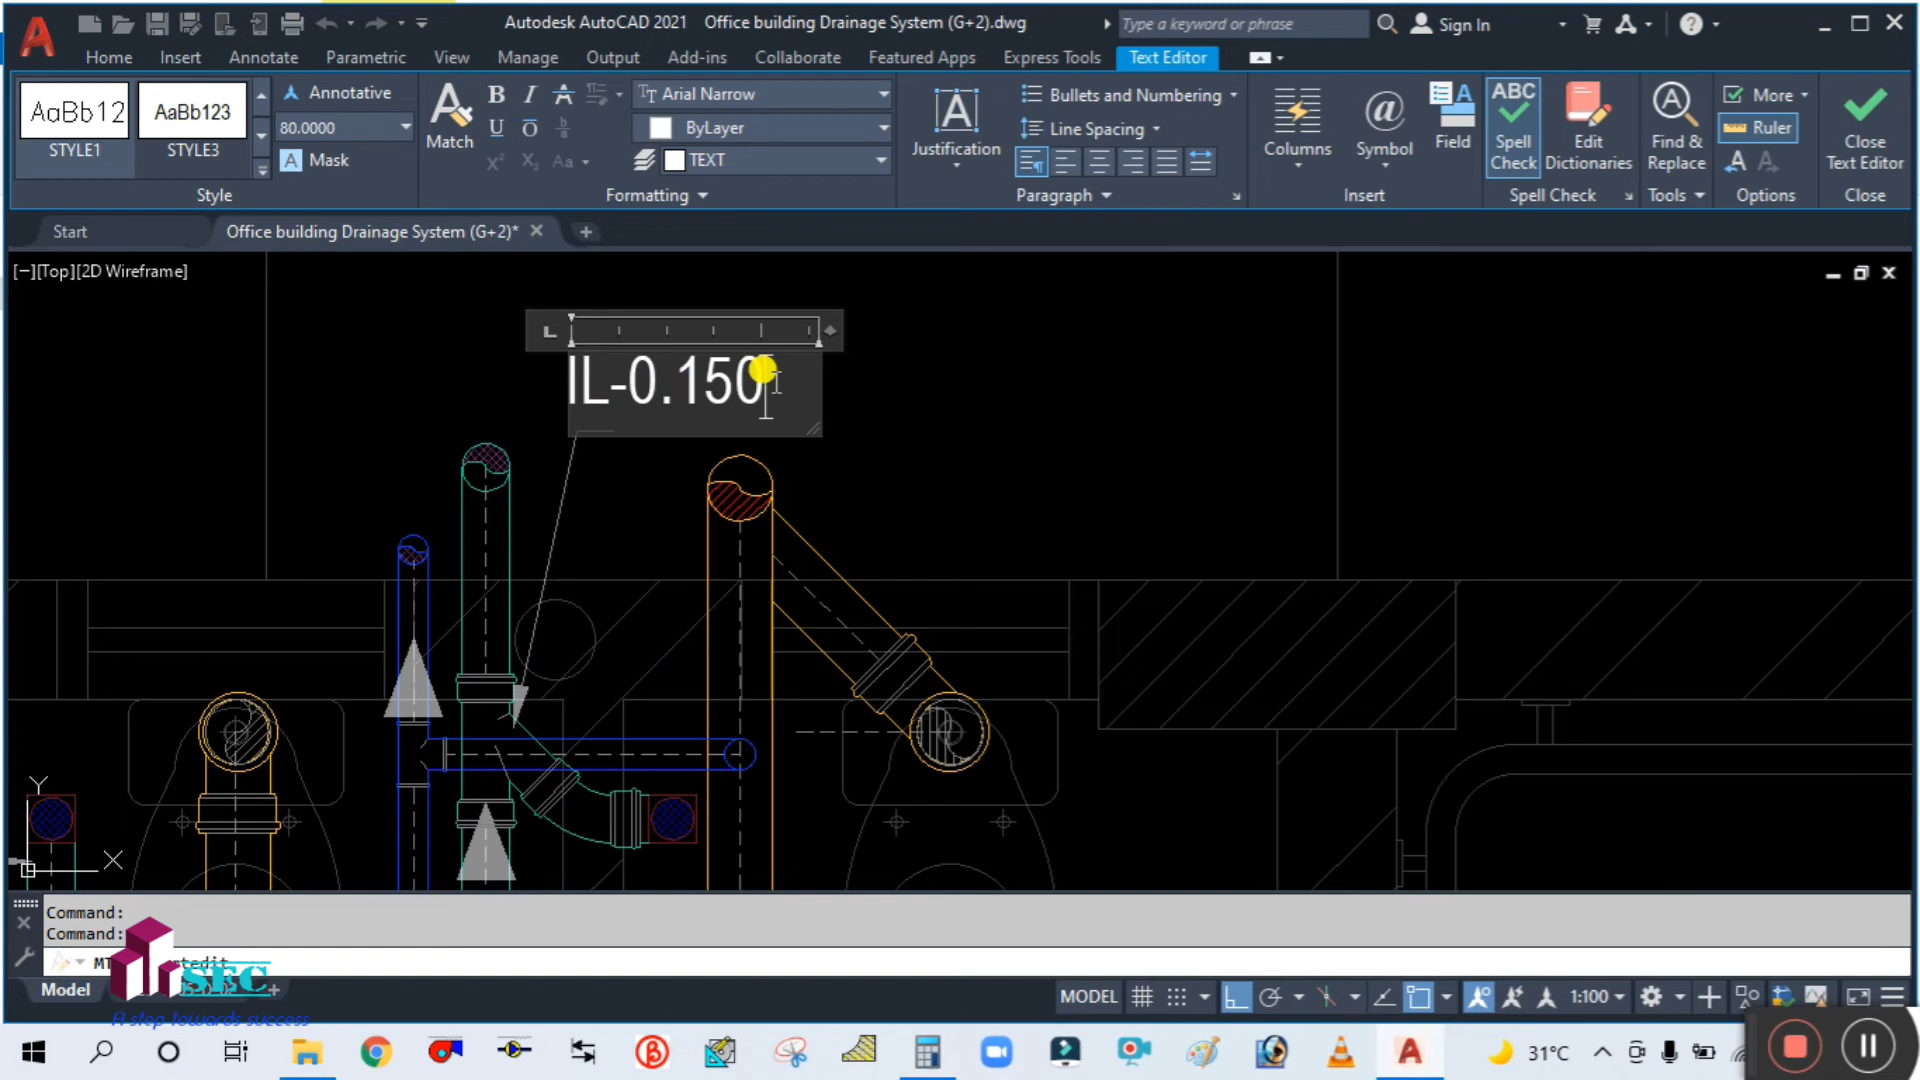 Autodesk AutoCAD 2021 Office building Drainage System (G+2).dwg
Type a keyword or phrase
Sign In
Home Insert Annotate Parametric View Manage Output Add-ins Collaborate Featured Apps Express Tools Text Editor
AaBb12
STYLE1
AaBb123
STYLE3
Annotative
80.0000
Mask
Style
Match
Arial Narrow
ByLayer
TEXT
Formatting
Justification
Bullets and Numbering
Line Spacing
Paragraph
Columns
Symbol
Field
Insert
ABC
Spell
Check
Edit
Dictionaries
Spell Check
Find &
Replace
Tools
More
Ruler
Options
Close
Text Editor
Close
Start
Office building Drainage System (G+2)*
[−][Top][2D Wireframe]
IL-0.150
Y
X
Command:
Command:
SEC
Model
A step towards success
MODEL
1:100
31°C